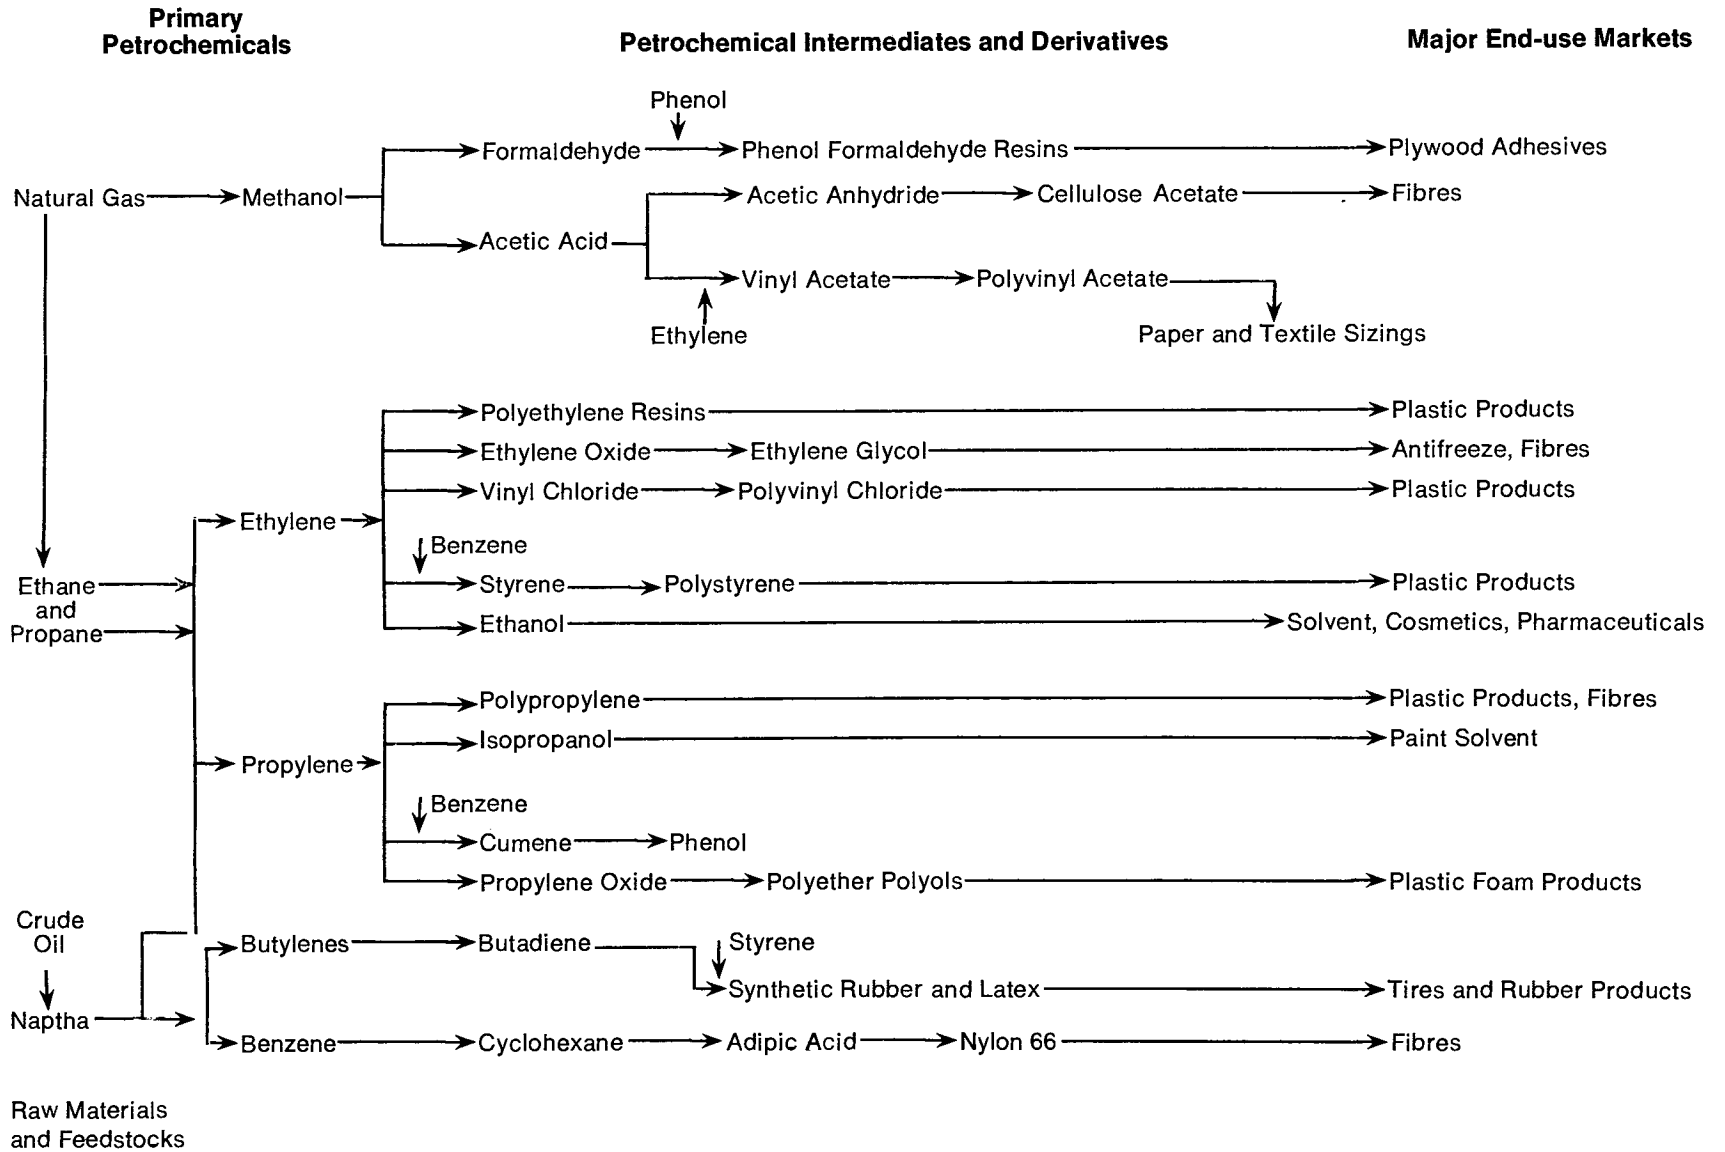 Primary
Petrochemicals
Petrochemical Intermediates and Derivatives
Major End-use Markets
Phenol
Formaldehyde
Phenol Formaldehyde Resins
Plywood Adhesives
Natural Gas
Methanol
Acetic Anhydride
Cellulose Acetate
Fibres
Acetic Acid
Vinyl Acetate
Polyvinyl Acetate
Ethylene
Paper and Textile Sizings
Polyethylene Resins
Plastic Products
Ethylene Oxide
Ethylene Glycol
Antifreeze, Fibres
Vinyl Chloride
Polyvinyl Chloride
Plastic Products
Ethylene
Benzene
Ethane
and
Propane
Styrene
Polystyrene
Plastic Products
Ethanol
Solvent, Cosmetics, Pharmaceuticals
Polypropylene
Plastic Products, Fibres
Isopropanol
Paint Solvent
Propylene
Benzene
Cumene
Phenol
Propylene Oxide
Polyether Polyols
Plastic Foam Products
Crude
Oil
Butylenes
Butadiene
Styrene
Synthetic Rubber and Latex
Tires and Rubber Products
Naptha
Benzene
Cyclohexane
Adipic Acid
Nylon 66
Fibres
Raw Materials
and Feedstocks